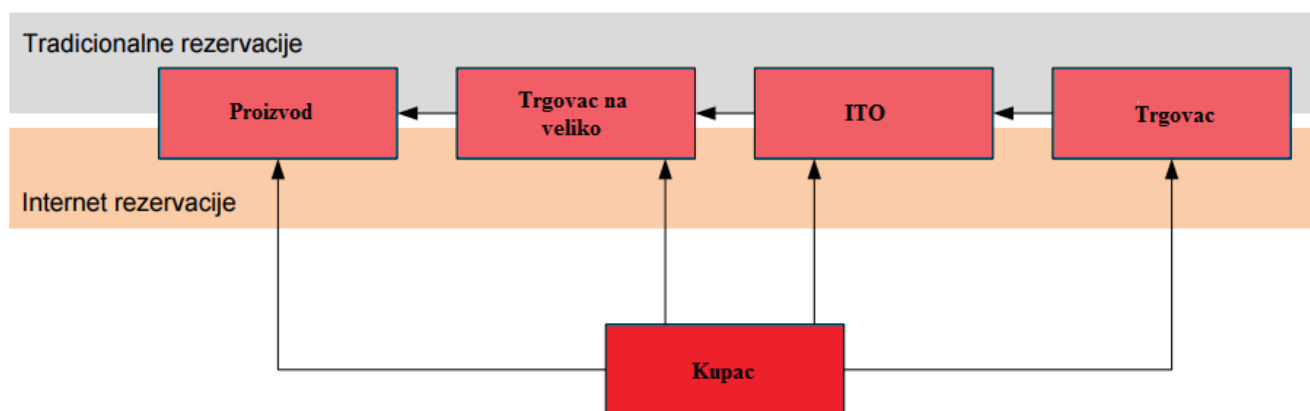 Tradicionalne rezervacije
Proizvod
Trgovac na
veliko
ITO
Trgovac
Internet rezervacije
Kupac